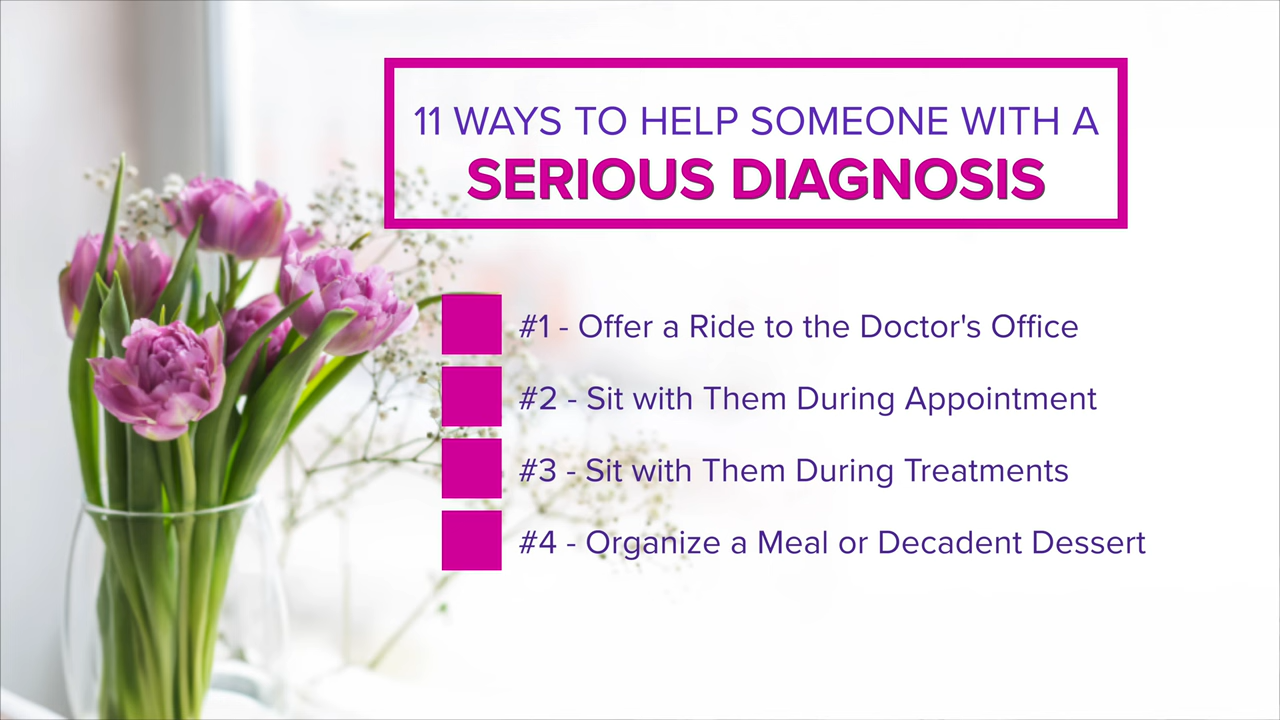 11 WAYS TO HELP SOMEONE WITH A
SERIOUS DIAGNOSIS
#1 - Offer a Ride to the Doctor's Office
#2 - Sit with Them During Appointment
#3 - Sit with Them During Treatments
#4 - Organize a Meal or Decadent Dessert